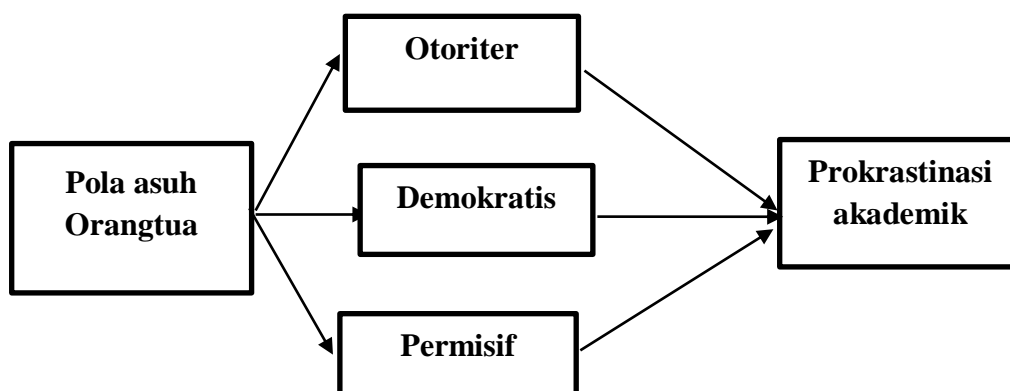 Otoriter
Pola asuh
Orangtua
Demokratis
Prokrastinasi
akademik
Permisif